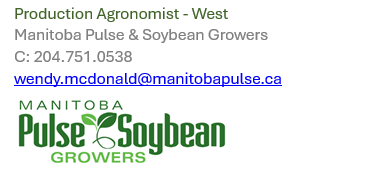 Production Agronomist - West
Manitoba Pulse & Soybean Growers
C: 204.751.0538
wendy.mcdonald@manitobapulse.ca
MANITOBA
Pulse Soybean
GROWERS